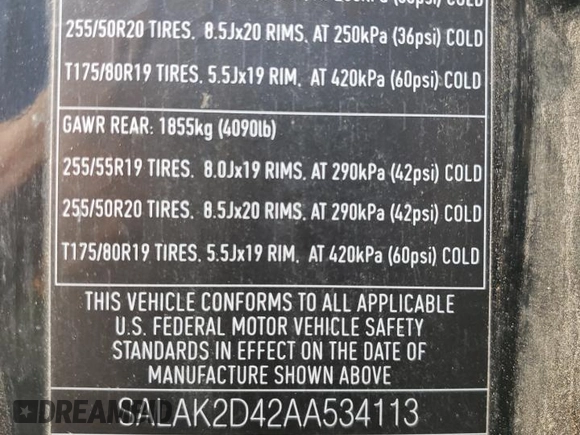 255/50R20 TIRES, 8.5Jx20 RIMS, AT 250kPa (36psi) COLD
T175/80R19 TIRES, 5.5Jx19 RIM, AT 420kPa (60psi) COLD
GAWR REAR: 1855kg (4090lb)
255/55R19 TIRES, 8.0Jx19 RIMS, AT 290kPa (42psi) COLD
255/50R20 TIRES, 8.5Jx20 RIMS, AT 290kPa (42psi) COLD
T175/80R19 TIRES, 5.5Jx19 RIM, AT 420kPa (60psi) COLD
THIS VEHICLE CONFORMS TO ALL APPLICABLE
U.S. FEDERAL MOTOR VEHICLE SAFETY
STANDARDS IN EFFECT ON THE DATE OF
MANUFACTURE SHOWN ABOVE
SALAK2D42AA534113